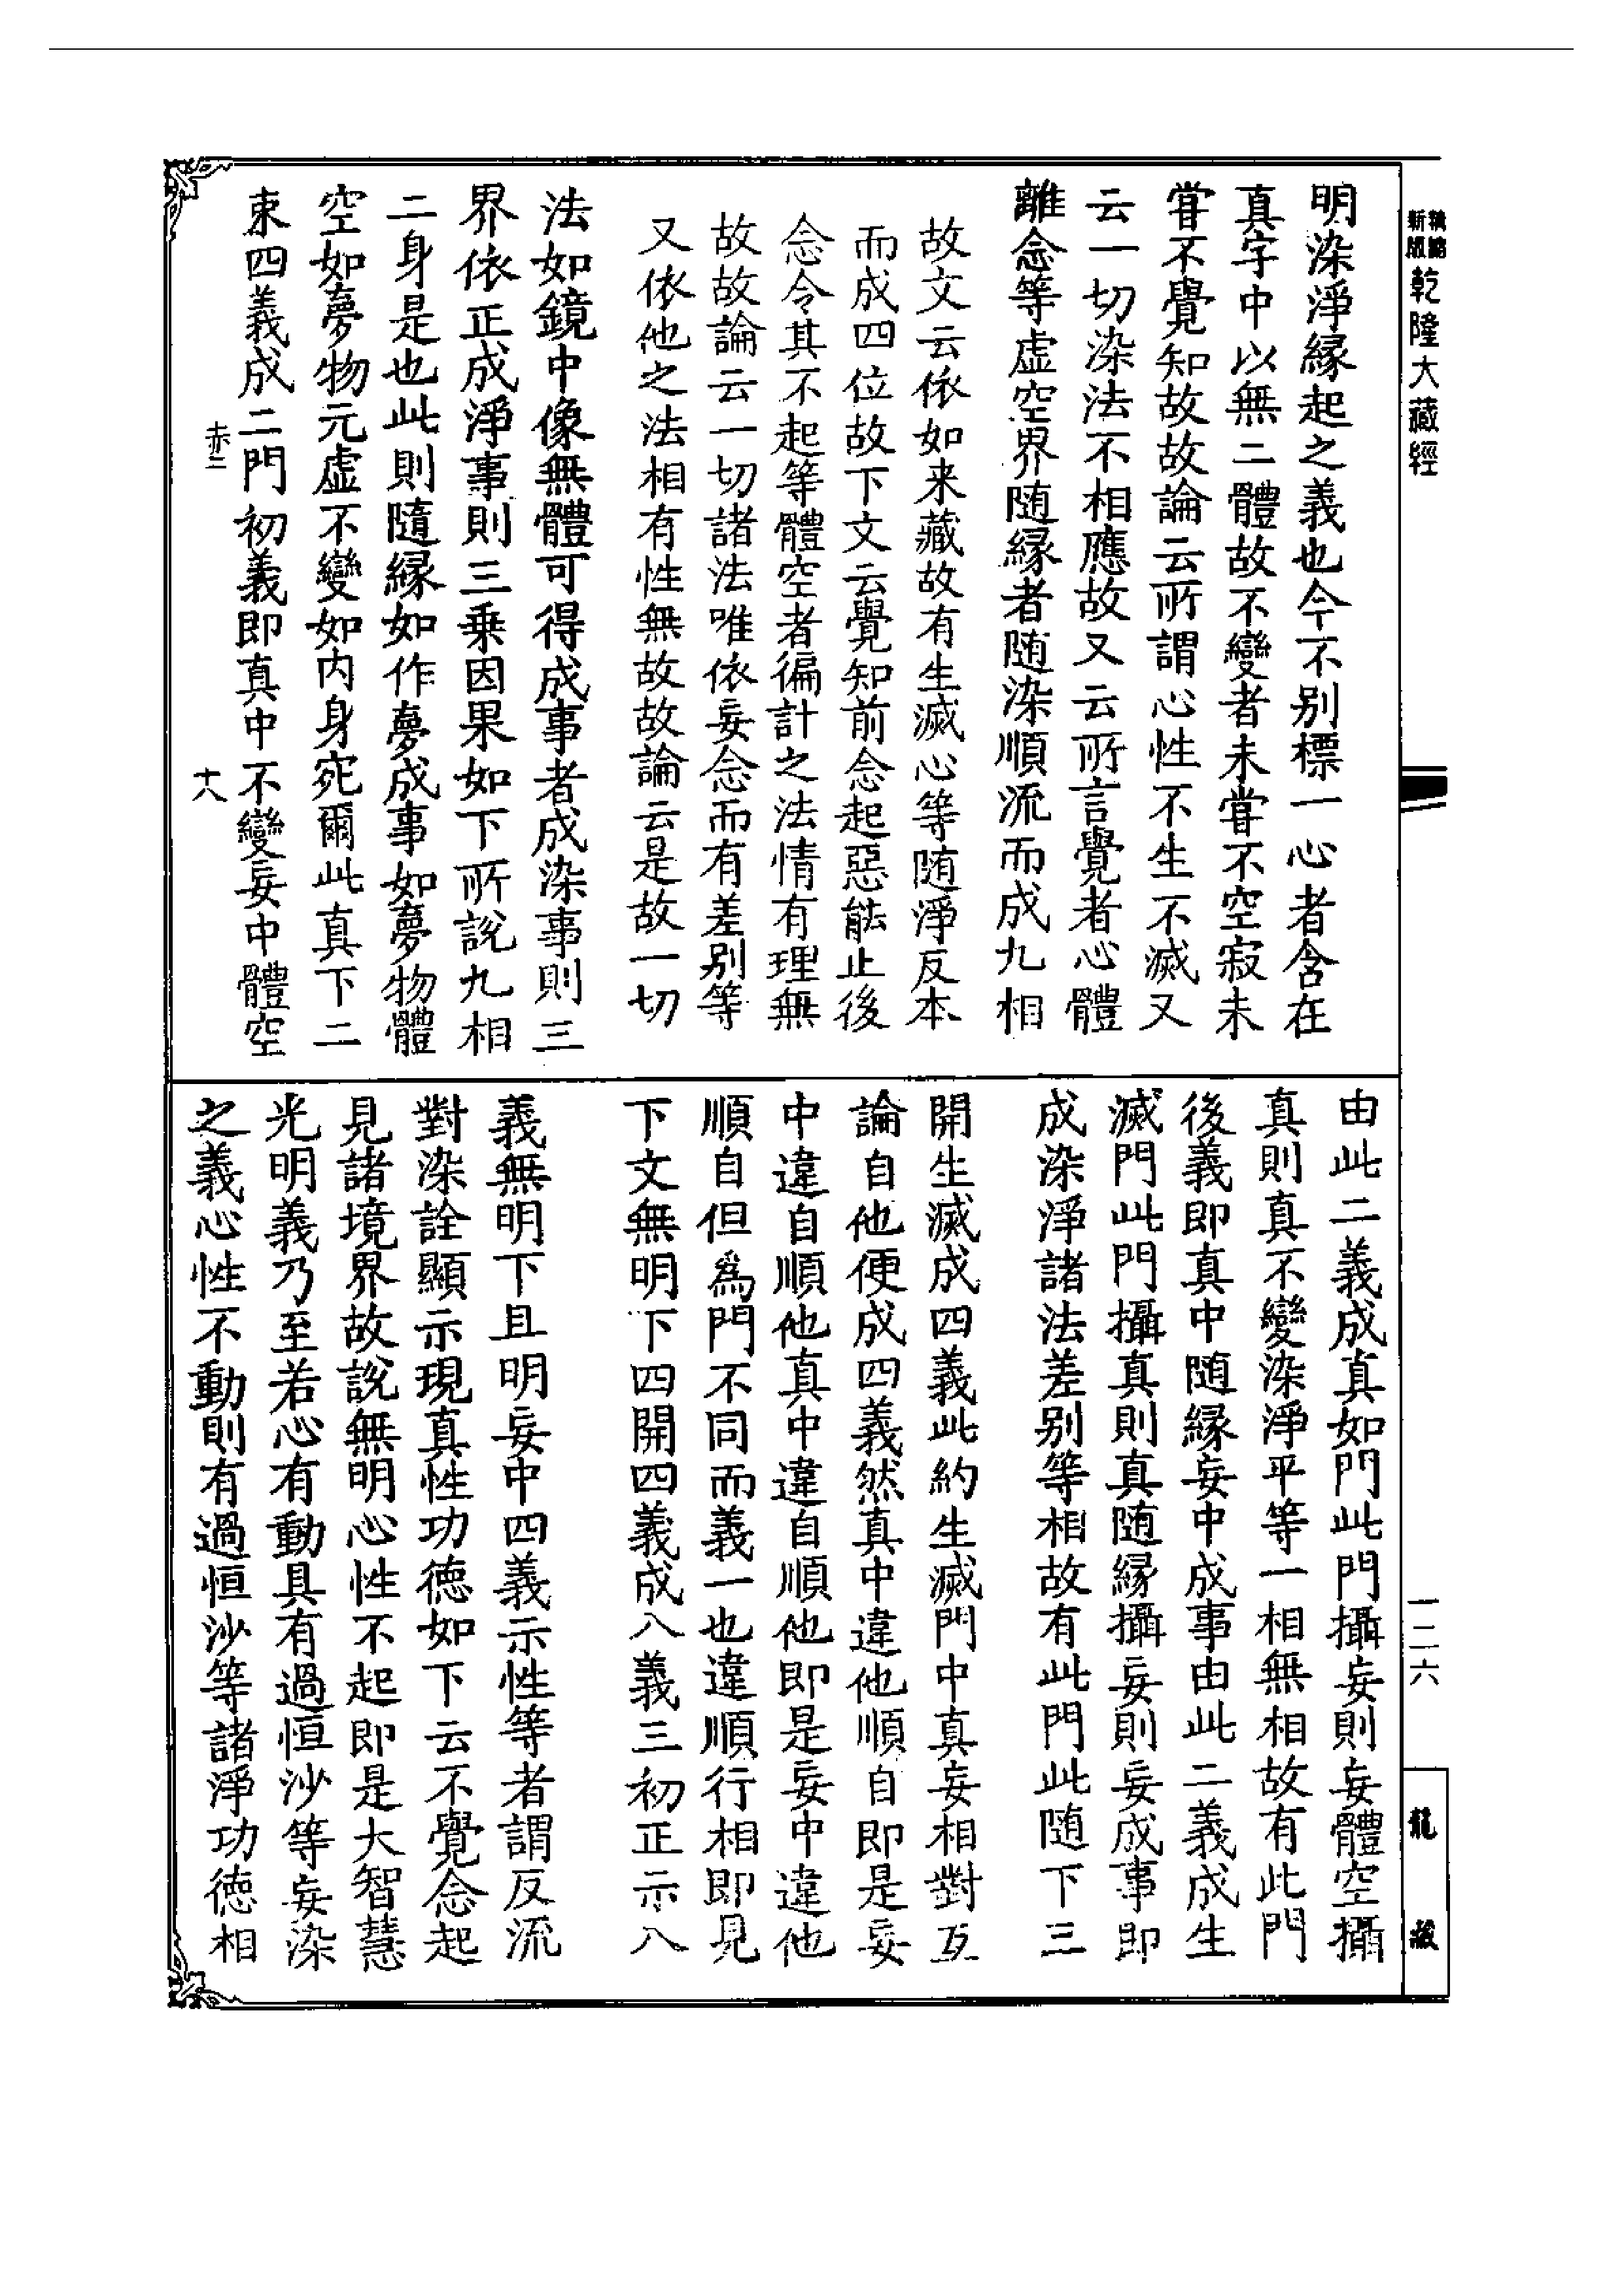 新版精縮
乾隆大藏經
明染淨緣起之義也今不别標一心者含在
真字中以無二體故不變者未甞不空寂未
甞不覺知故故論云所謂心性不生不滅又
云一切染法不相應故又云所言覺者心體
離念等虛空界随緣者随染順流而成九相
故文云依如来藏故有生滅心等随淨反本
而成四位故下文云覺知前念起惡能止後
念令其不起等體空者徧計之法情有理無
故故論云一切諸法唯依妄念而有差别等
又依他之法相有性無故故論云是故一切
法如鏡中像無體可得成事者成染事則三
界依正成淨事則三乗因果如下所說九相
二身是也此則隨緣如作夢成事如夢物體
空如夢物元虛不變如内身宛爾此真下二
束四義成二門初義即真中不變妄中體空
赤二
十八
由此二義成真如門此門攝妄則妄體空攝
真則真不變染淨平等一相無相故有此門
後義即真中随緣妄中成事由此二義成生
滅門此門攝真則真随緣攝妄則妄成事即
成染淨諸法差别等相故有此門此随下三
開生滅成四義此約生滅門中真妄相對互
論自他便成四義然真中違他順自即是妄
中違自順他真中違自順他即是妄中違他
順自但為門不同而義一也違順行相即見
下文無明下四開四義成八義三初正示八
義無明下且明妄中四義示性等者謂反流
對染詮顯示現真性功徳如下云不覺念起
見諸境界故説無明心性不起即是大智慧
光明義乃至若心有動具有過恒沙等妄染
之義心性不動則有過恒沙等諸淨功徳相
一二六
龍藏